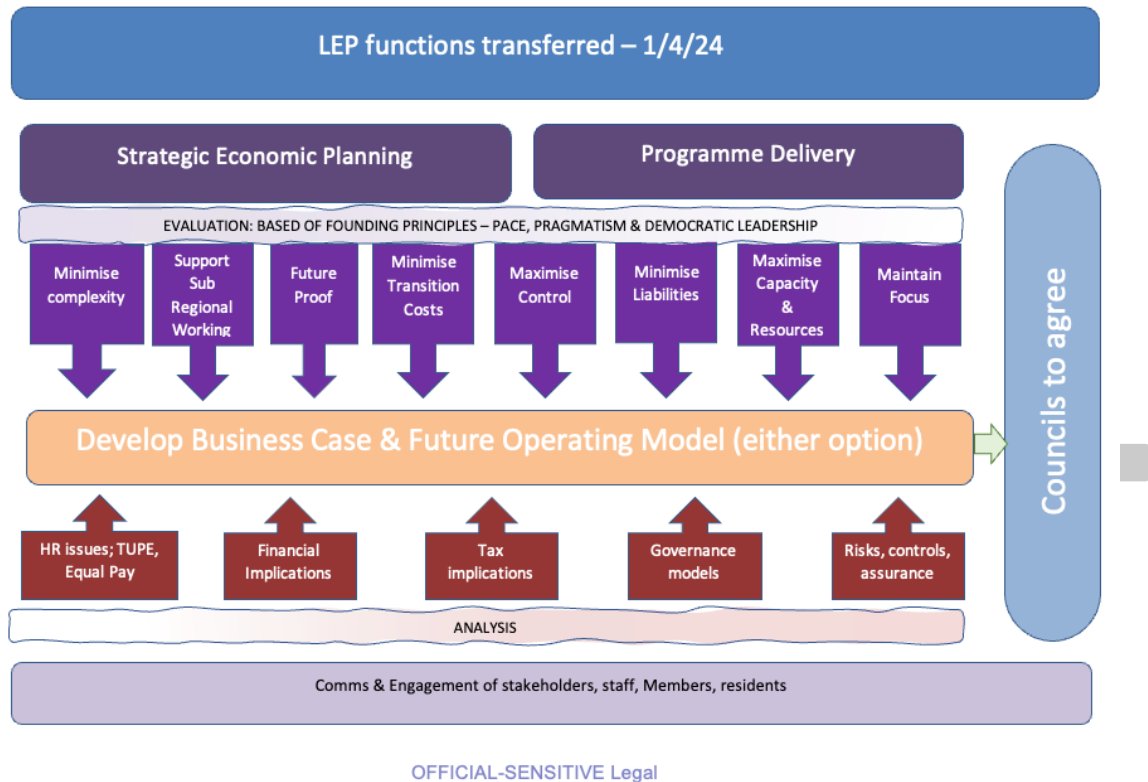 LEP functions transferred – 1/4/24
Strategic Economic Planning
Programme Delivery
EVALUATION: BASED OF FOUNDING PRINCIPLES – PACE, PRAGMATISM & DEMOCRATIC LEADERSHIP
Minimise
complexity
Support
Sub
Regional
Working
Future
Proof
Minimise
Transition
Costs
Maximise
Control
Minimise
Liabilities
Maximise
Capacity
&
Resources
Maintain
Focus
Develop Business Case & Future Operating Model (either option)
Councils to agree
HR issues; TUPE,
Equal Pay
Financial
Implications
Tax
implications
Governance
models
Risks, controls,
assurance
ANALYSIS
Comms & Engagement of stakeholders, staff, Members, residents
OFFICIAL-SENSITIVE Legal